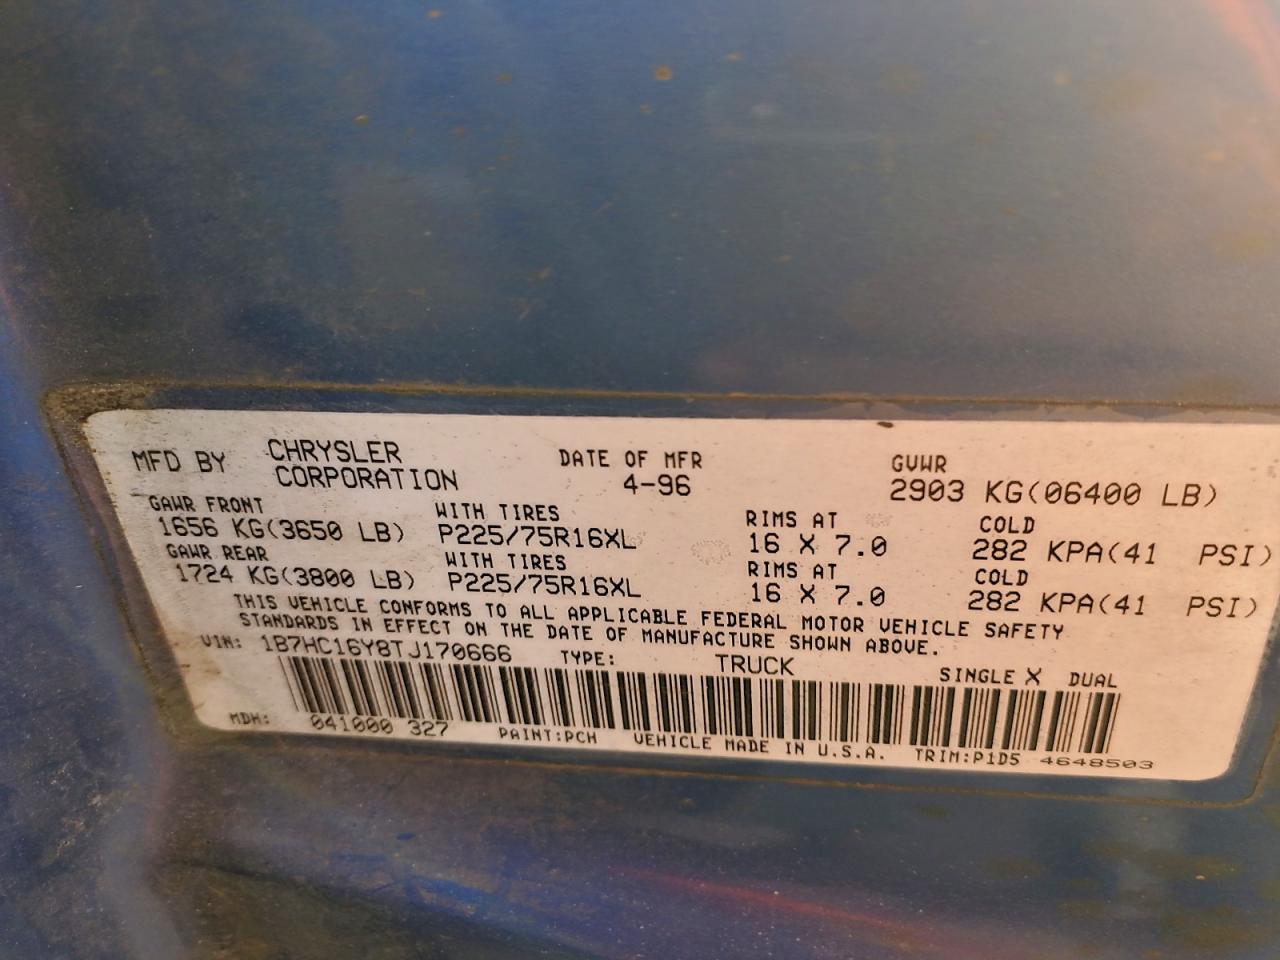 MFD BY CHRYSLER CORPORATION DATE OF MFR 4-96 GVWR 2903 KG(06400 LB)
GAWR FRONT WITH TIRES RIMS AT COLD
1656 KG(3650 LB) P225/75R16XL 16 X 7.0 282 KPA(41 PSI)
GAWR REAR WITH TIRES RIMS AT COLD
1724 KG(3800 LB) P225/75R16XL 16 X 7.0 282 KPA(41 PSI)
THIS VEHICLE CONFORMS TO ALL APPLICABLE FEDERAL MOTOR VEHICLE SAFETY
STANDARDS IN EFFECT ON THE DATE OF MANUFACTURE SHOWN ABOVE.
VIN: 1B7HC16Y8TJ170666 TYPE: TRUCK SINGLE X DUAL
MDH: 041000 327 PAINT:PCH VEHICLE MADE IN U.S.A. TRIM:P1D5 4648503